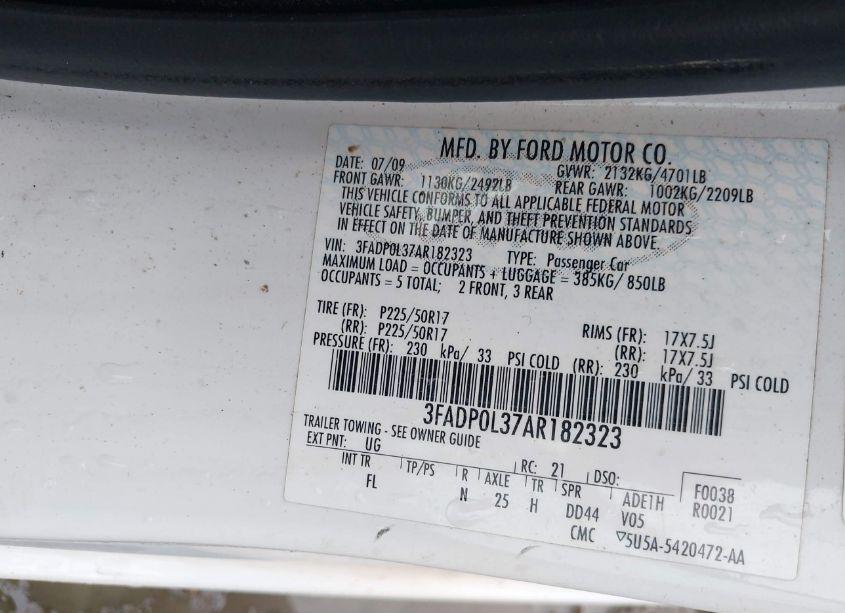 MFD. BY FORD MOTOR CO.
DATE: 07/09 GVWR: 2132KG/4701LB
FRONT GAWR: 1130KG/2492LB REAR GAWR: 1002KG/2209LB
THIS VEHICLE CONFORMS TO ALL APPLICABLE FEDERAL MOTOR
VEHICLE SAFETY, BUMPER, AND THEFT PREVENTION STANDARDS
IN EFFECT ON THE DATE OF MANUFACTURE SHOWN ABOVE.
VIN: 3FADP0L37AR182323 TYPE: Passenger Car
MAXIMUM LOAD = OCCUPANTS + LUGGAGE = 385KG/ 850LB
OCCUPANTS = 5 TOTAL; 2 FRONT, 3 REAR
TIRE (FR): P225/50R17 RIMS (FR): 17X7.5J
(RR): P225/50R17 (RR): 17X7.5J
PRESSURE (FR): 230 kPa/ 33 PSI COLD (RR): 230 kPa/ 33 PSI COLD
3FADP0L37AR182323
TRAILER TOWING - SEE OWNER GUIDE
EXT PNT: UG RC: 21 DSO: F0038
INT TR TP/PS R AXLE TR SPR ADE1H R0021
FL N 25 H DD44 V05
CMC ▽5U5A-5420472-AA